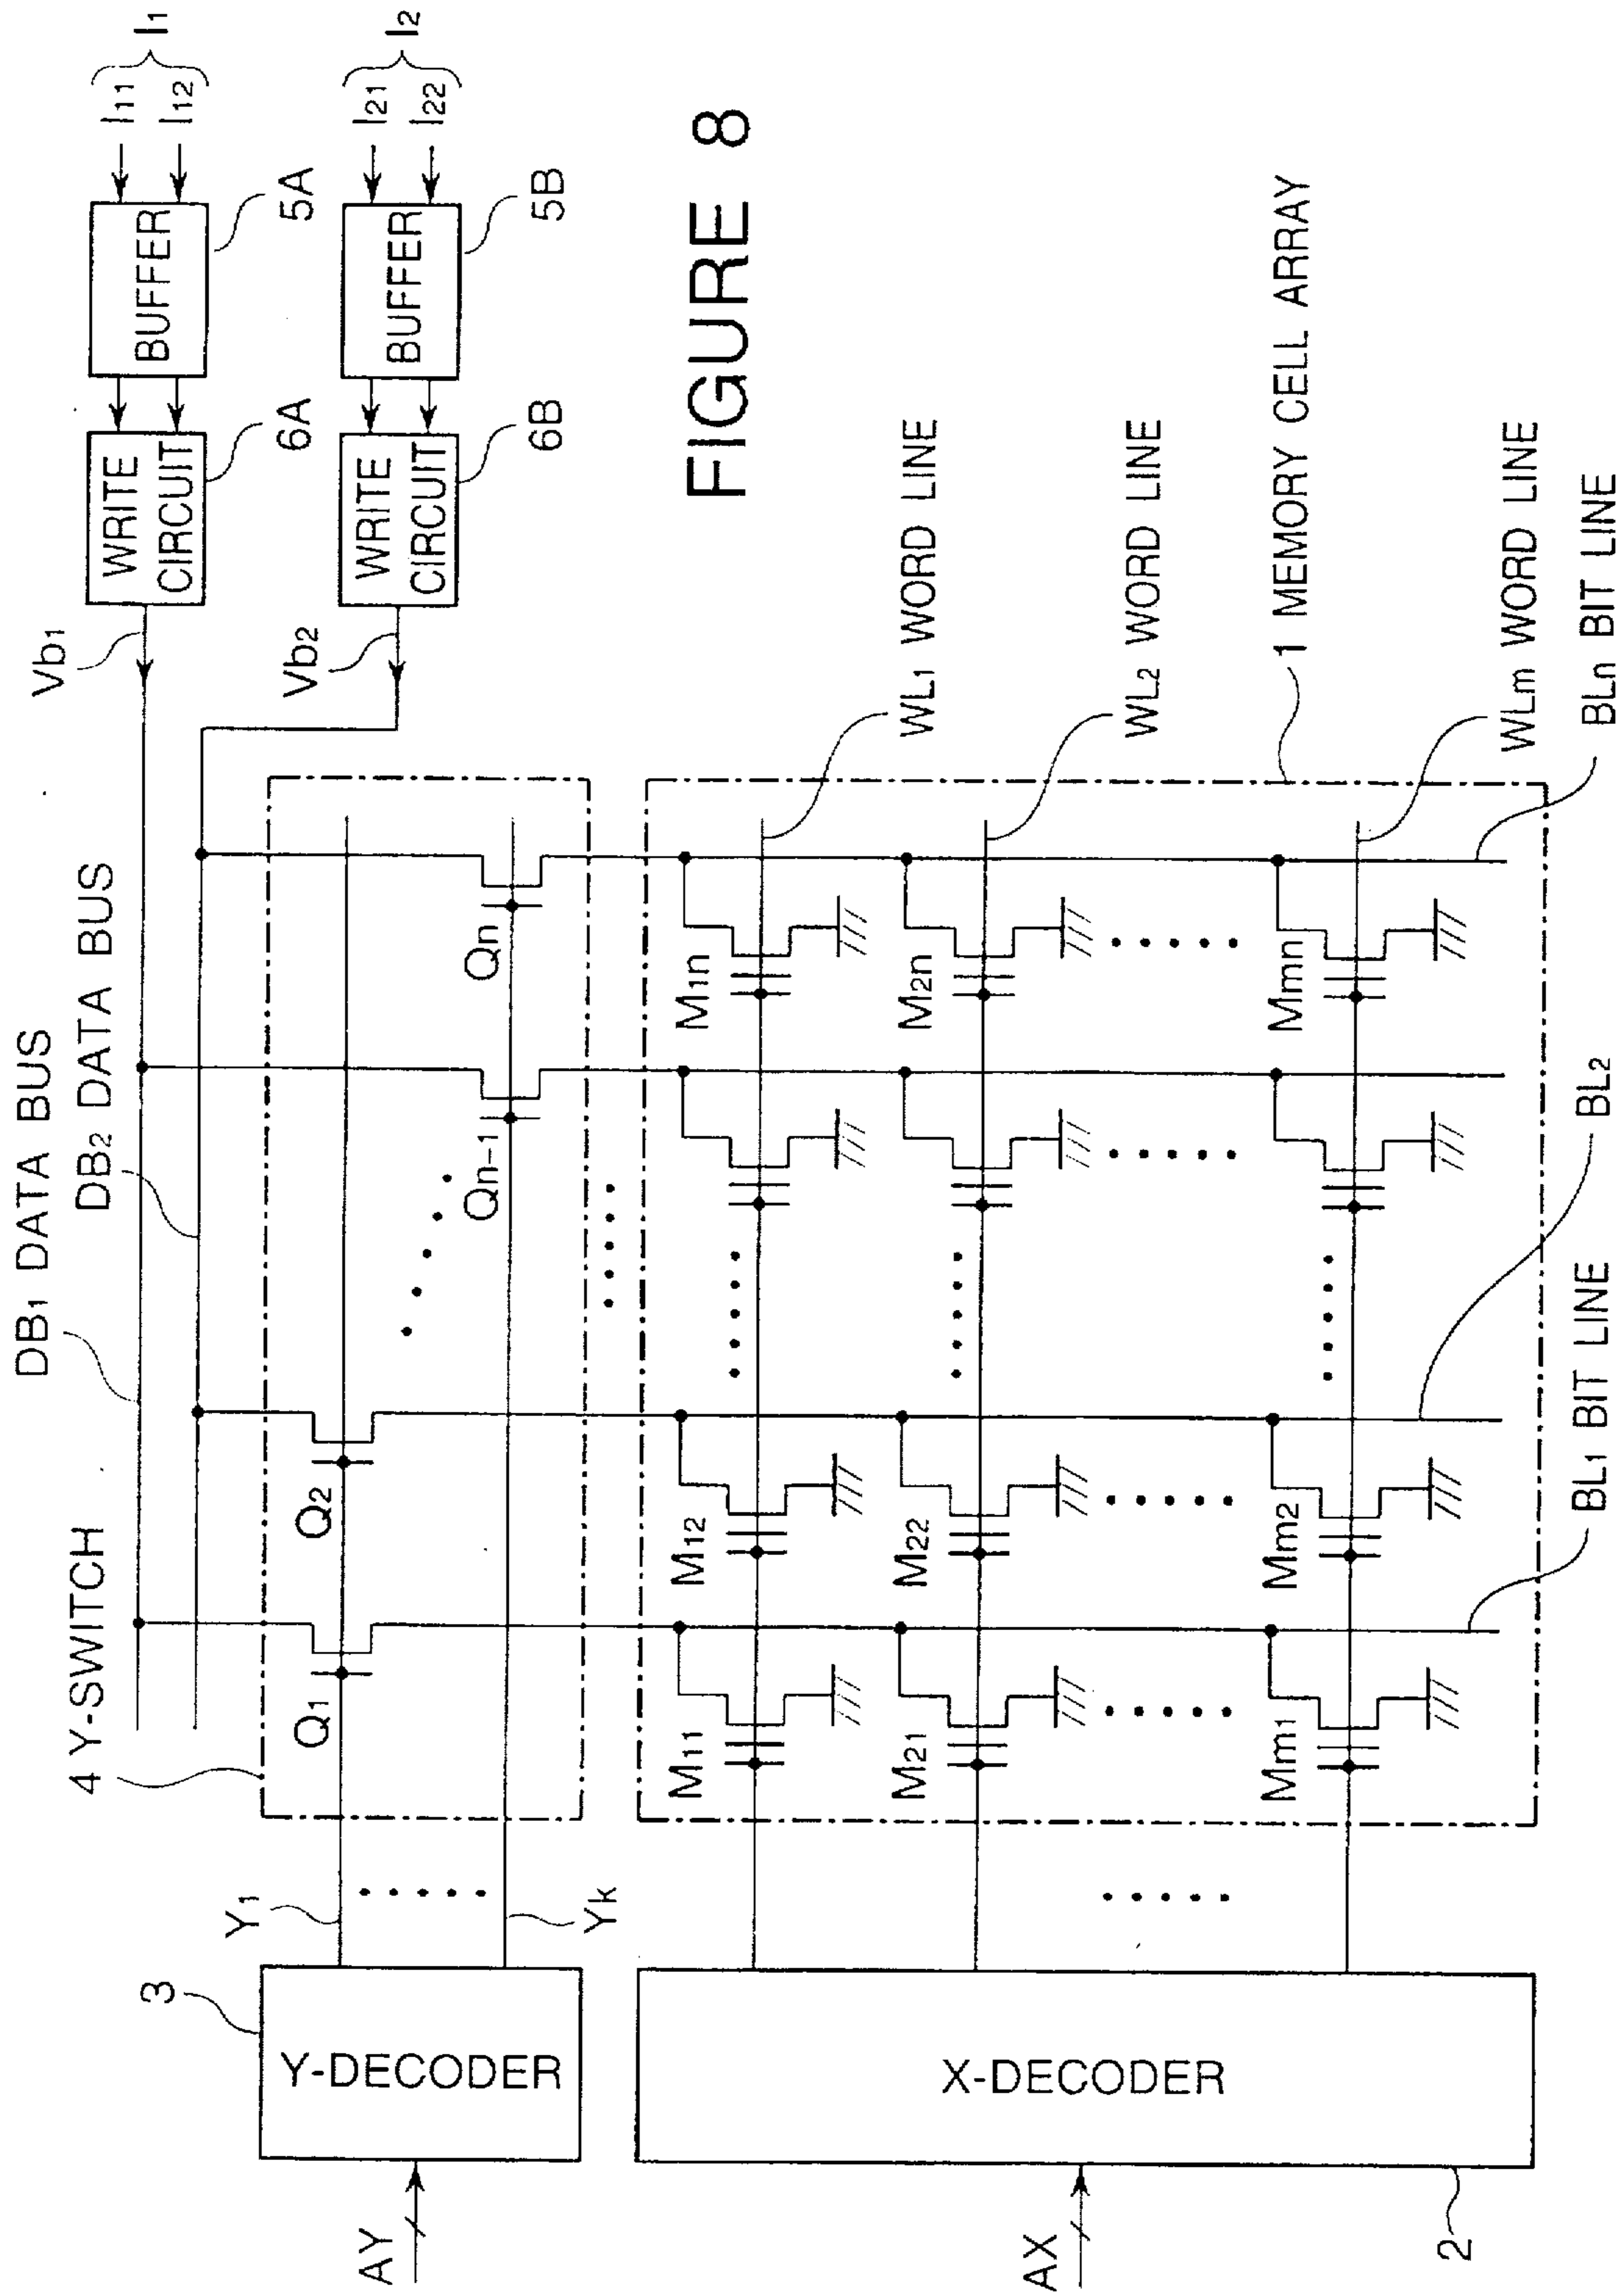 FIGURE 8
DB1 DATA BUS
DB2 DATA BUS
Vb1
WRITE
CIRCUIT
6A
BUFFER
5A
I11
I12
I1
Vb2
WRITE
CIRCUIT
6B
BUFFER
5B
I21
I22
I2
4 Y-SWITCH
3
Y-DECODER
AY
Y1
Yk
Q1
Q2
Qn-1
Qn
X-DECODER
2
AX
M11
M12
M1n
WL1 WORD LINE
M21
M22
M2n
WL2 WORD LINE
1 MEMORY CELL ARRAY
Mm1
Mm2
Mmn
WLm WORD LINE
BL1 BIT LINE
BL2
BLn BIT LINE